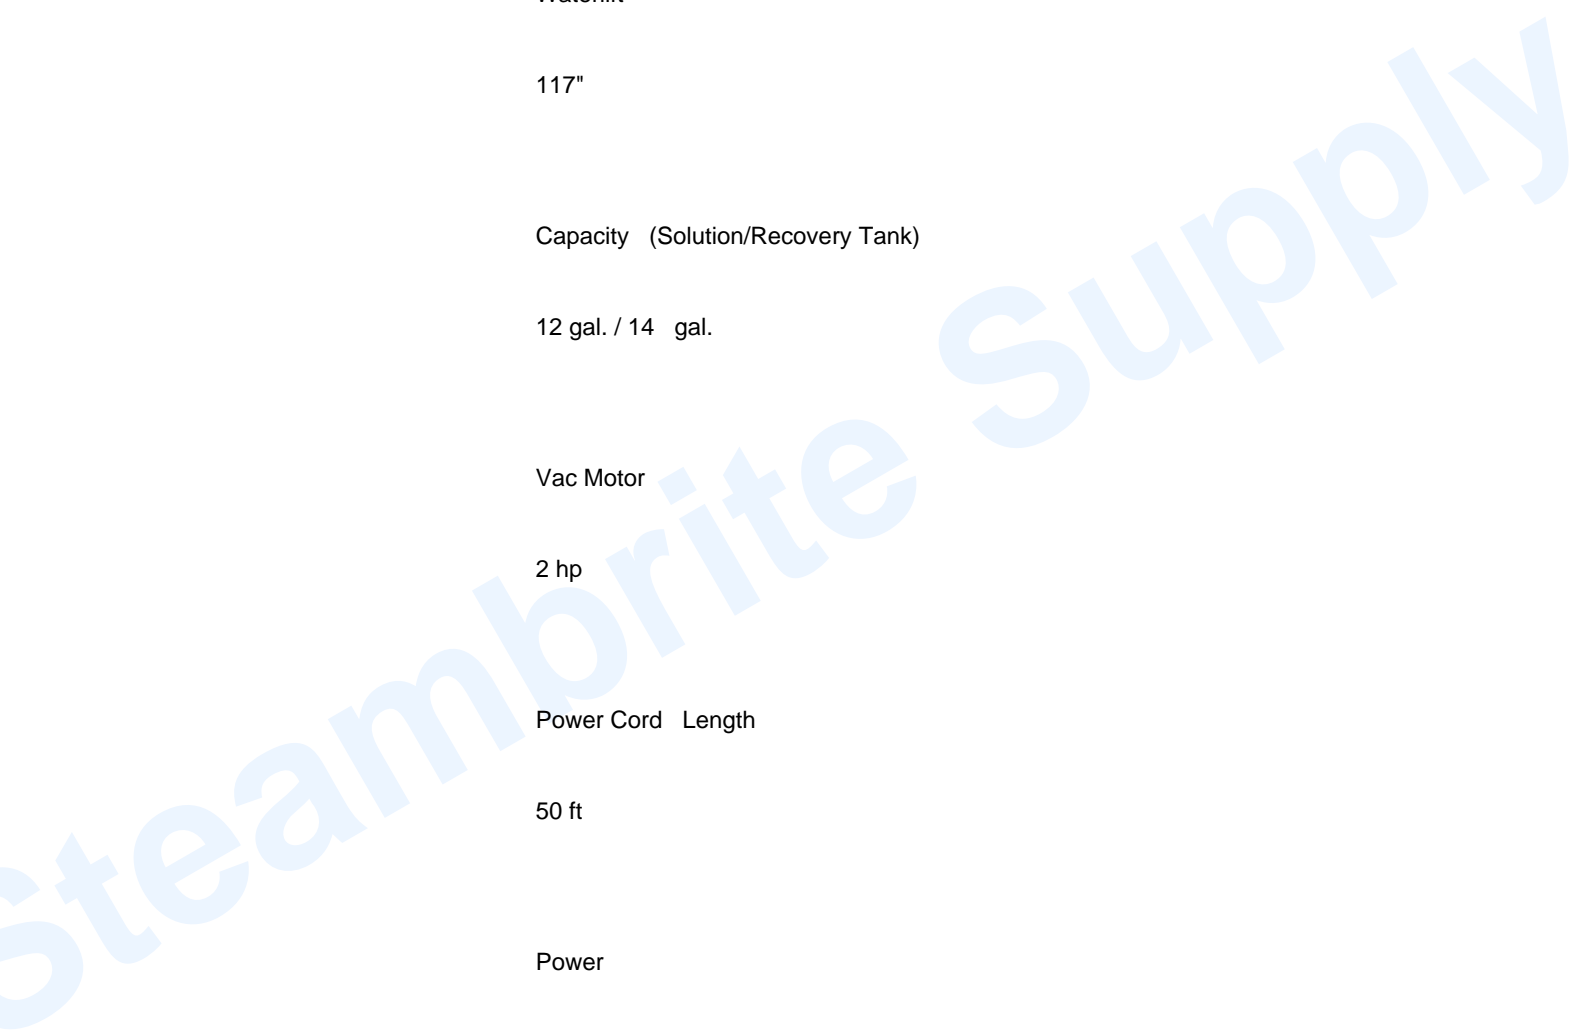 Waterlift
117"
Capacity (Solution/Recovery Tank)
12 gal. / 14 gal.
Vac Motor
2 hp
Power Cord Length
50 ft
Power
Steambrite Supply